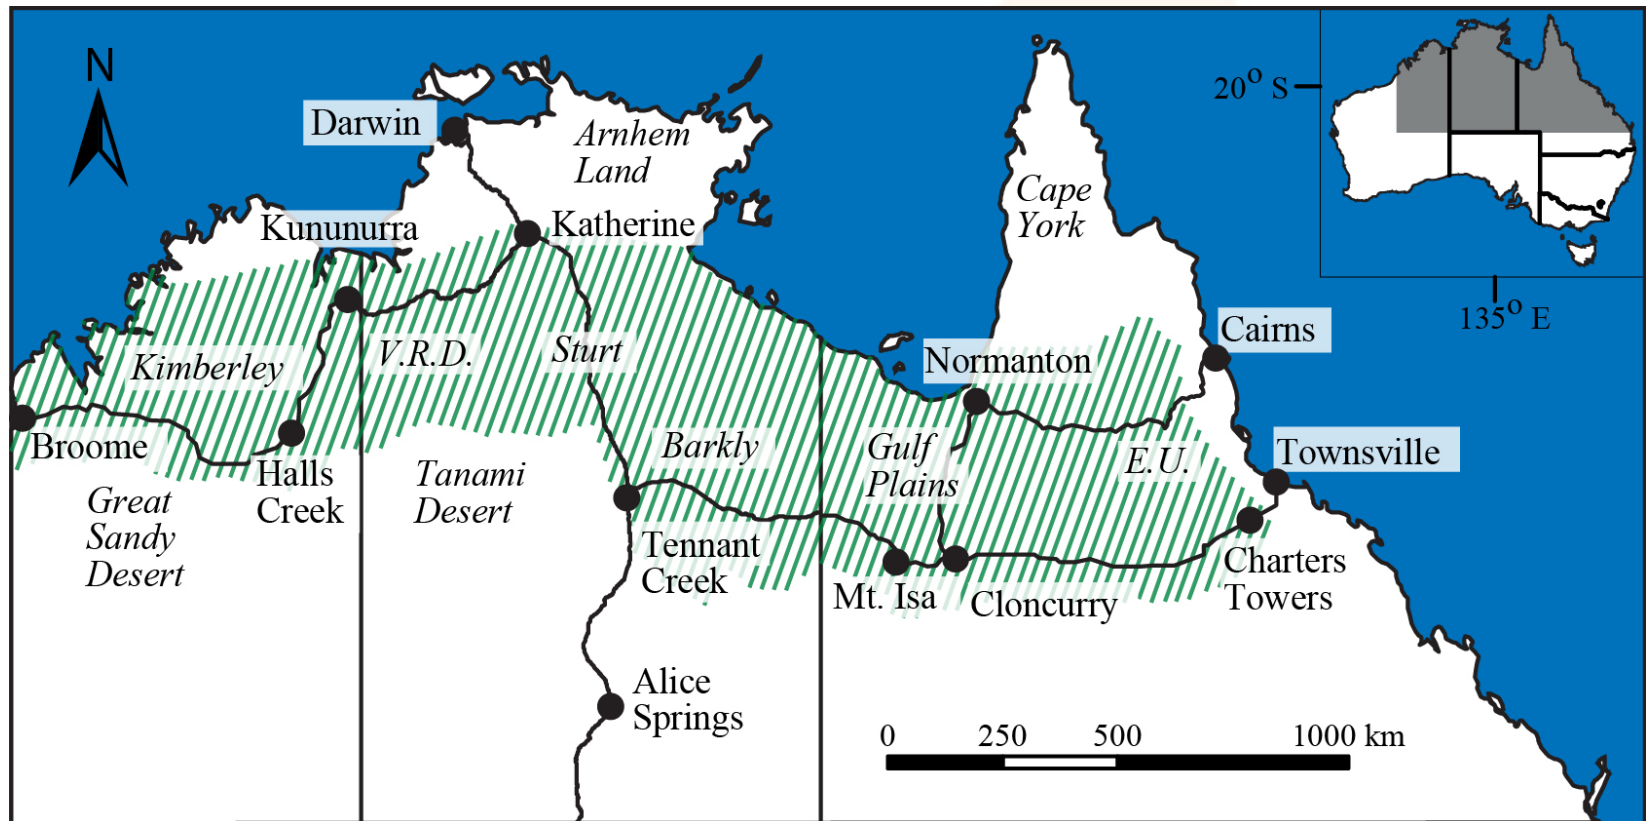 N
20° S
135° E
Darwin
Arnhem
Land
Cape
York
Kununurra
Katherine
Cairns
Kimberley
V.R.D.
Sturt
Normanton
Broome
Halls
Creek
Great
Sandy
Desert
Tanami
Desert
Barkly
Gulf
Plains
E.U.
Townsville
Tennant
Creek
Mt. Isa
Cloncurry
Charters
Towers
Alice
Springs
0 250 500 1000 km